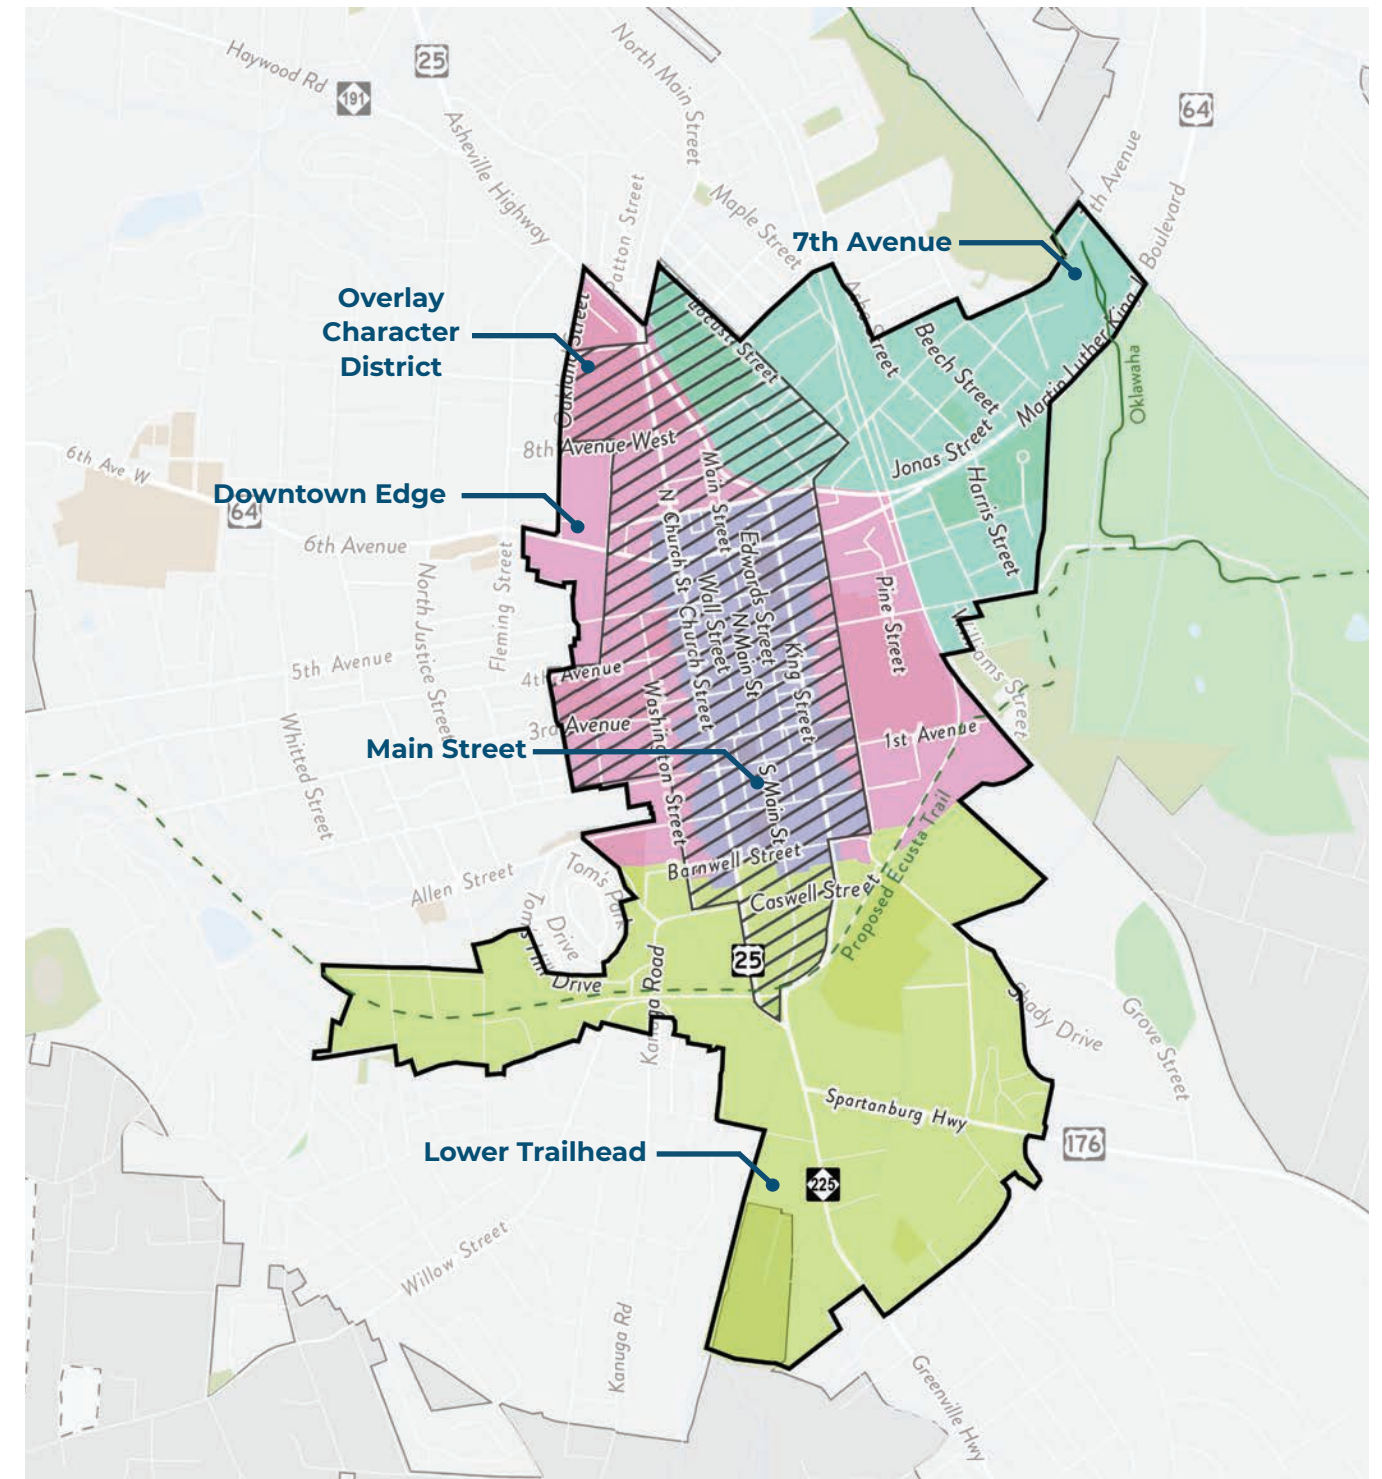 North Main Street
25
Haywood Rd
191
64
Asheville Highway
th Avenue
Patton Street
Maple Street
Boulevard
7th Avenue
Overlay
Character
District
Oakland Street
Locust Street
Ashe Street
Beech Street
Martin Luther King
Oklawaha
8th Avenue West
6th Ave W
Main Street
Jonas Street
Harris Street
Downtown Edge
64
6th Avenue
N Church St
Edwards Street
Wall Street
N Main St
Pine Street
North Justice Street
Fleming Street
5th Avenue
4th Avenue
Church Street
King Street
Williams Street
Washington Street
3rd Avenue
1st Avenue
Whitted Street
Main Street
S Main St
Proposed Ecusta Trail
Barnwell Street
Allen Street
Tom's Park
Drive
Caswell Street
Tom's Hill Drive
25
Kanuga Road
Shady Drive
Grove Street
Spartanburg Hwy
176
Lower Trailhead
225
Willow Street
Kanuga Rd
Greenville Hwy